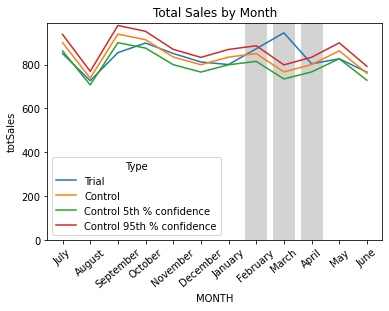 Total Sales by Month
totSales
800
600
400
200
0
Type
Trial
Control
Control 5th % confidence
Control 95th % confidence
July
August
September
October
November
December
January
February
March
April
May
June
MONTH